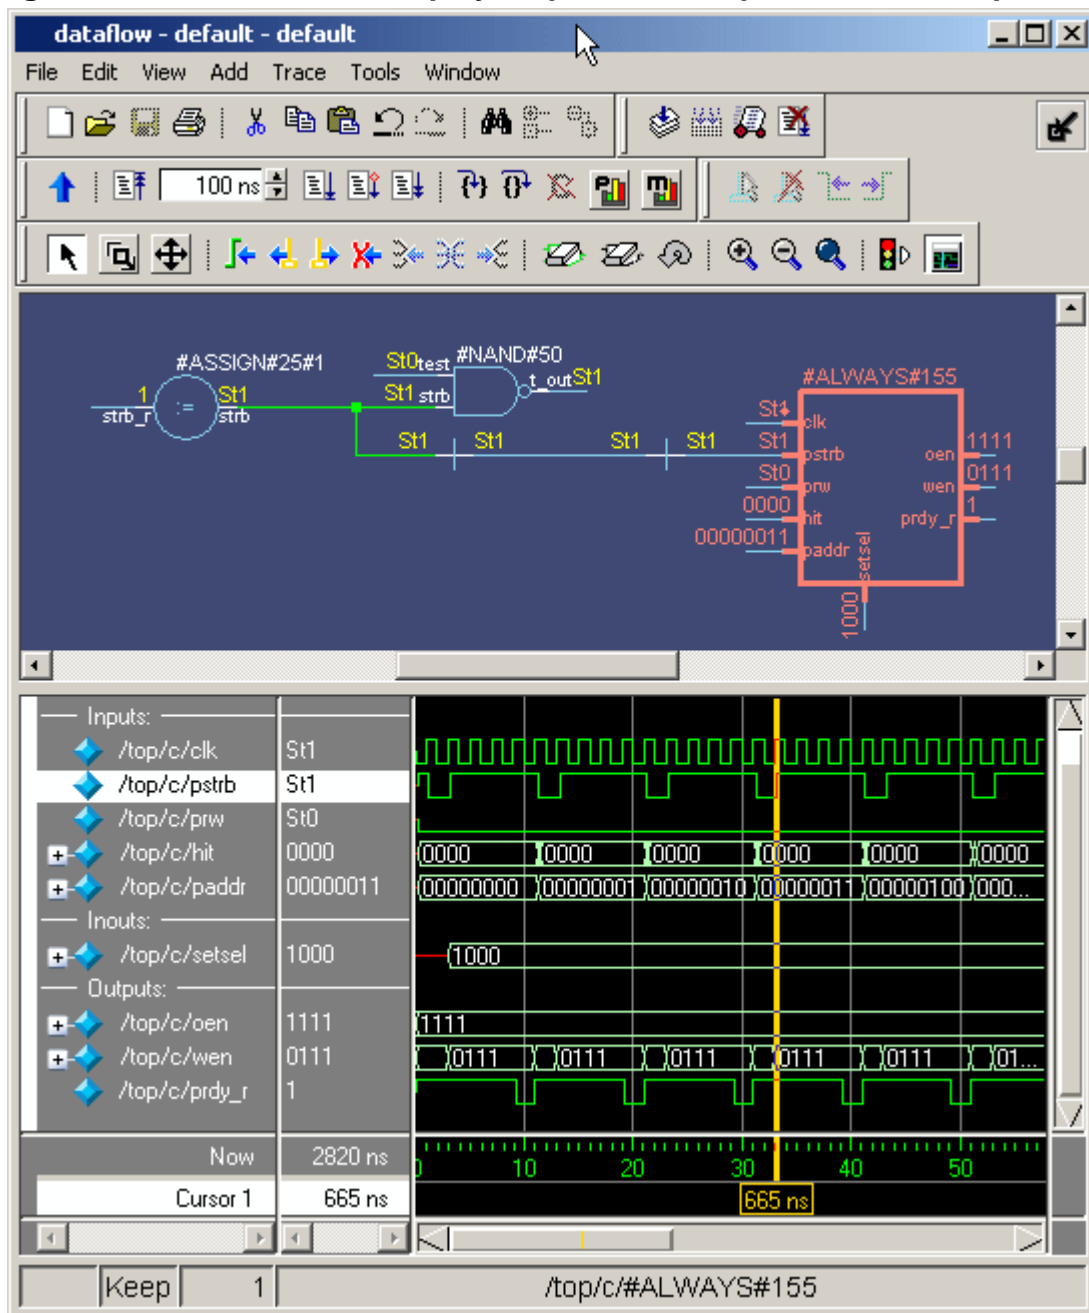 dataflow - default - default
File Edit View Add Trace Tools Window
100 ns
#ASSIGN#25#1
St0 test #NAND#50
t_out St1
#ALWAYS#155
1 St1
St1 strb
strb_r := strb
St1 clk
St1 St1 St1 St1 St1 pstrb oen 1111
St0 prw wen 0111
0000 hit prdy_r 1
00000011 paddr
setsel
1000
Inputs:
/top/c/clk St1
/top/c/pstrb St1
/top/c/prw St0
/top/c/hit 0000 0000 0000 0000 0000 0000 0000
/top/c/paddr 00000011 00000000 00000001 00000010 00000011 00000100 000...
Inouts:
/top/c/setsel 1000 1000
Outputs:
/top/c/oen 1111 1111
/top/c/wen 0111 0111 0111 0111 0111 0111 01...
/top/c/prdy_r 1
Now 2820 ns 10 20 30 40 50
Cursor 1 665 ns 665 ns
Keep 1 /top/c/#ALWAYS#155